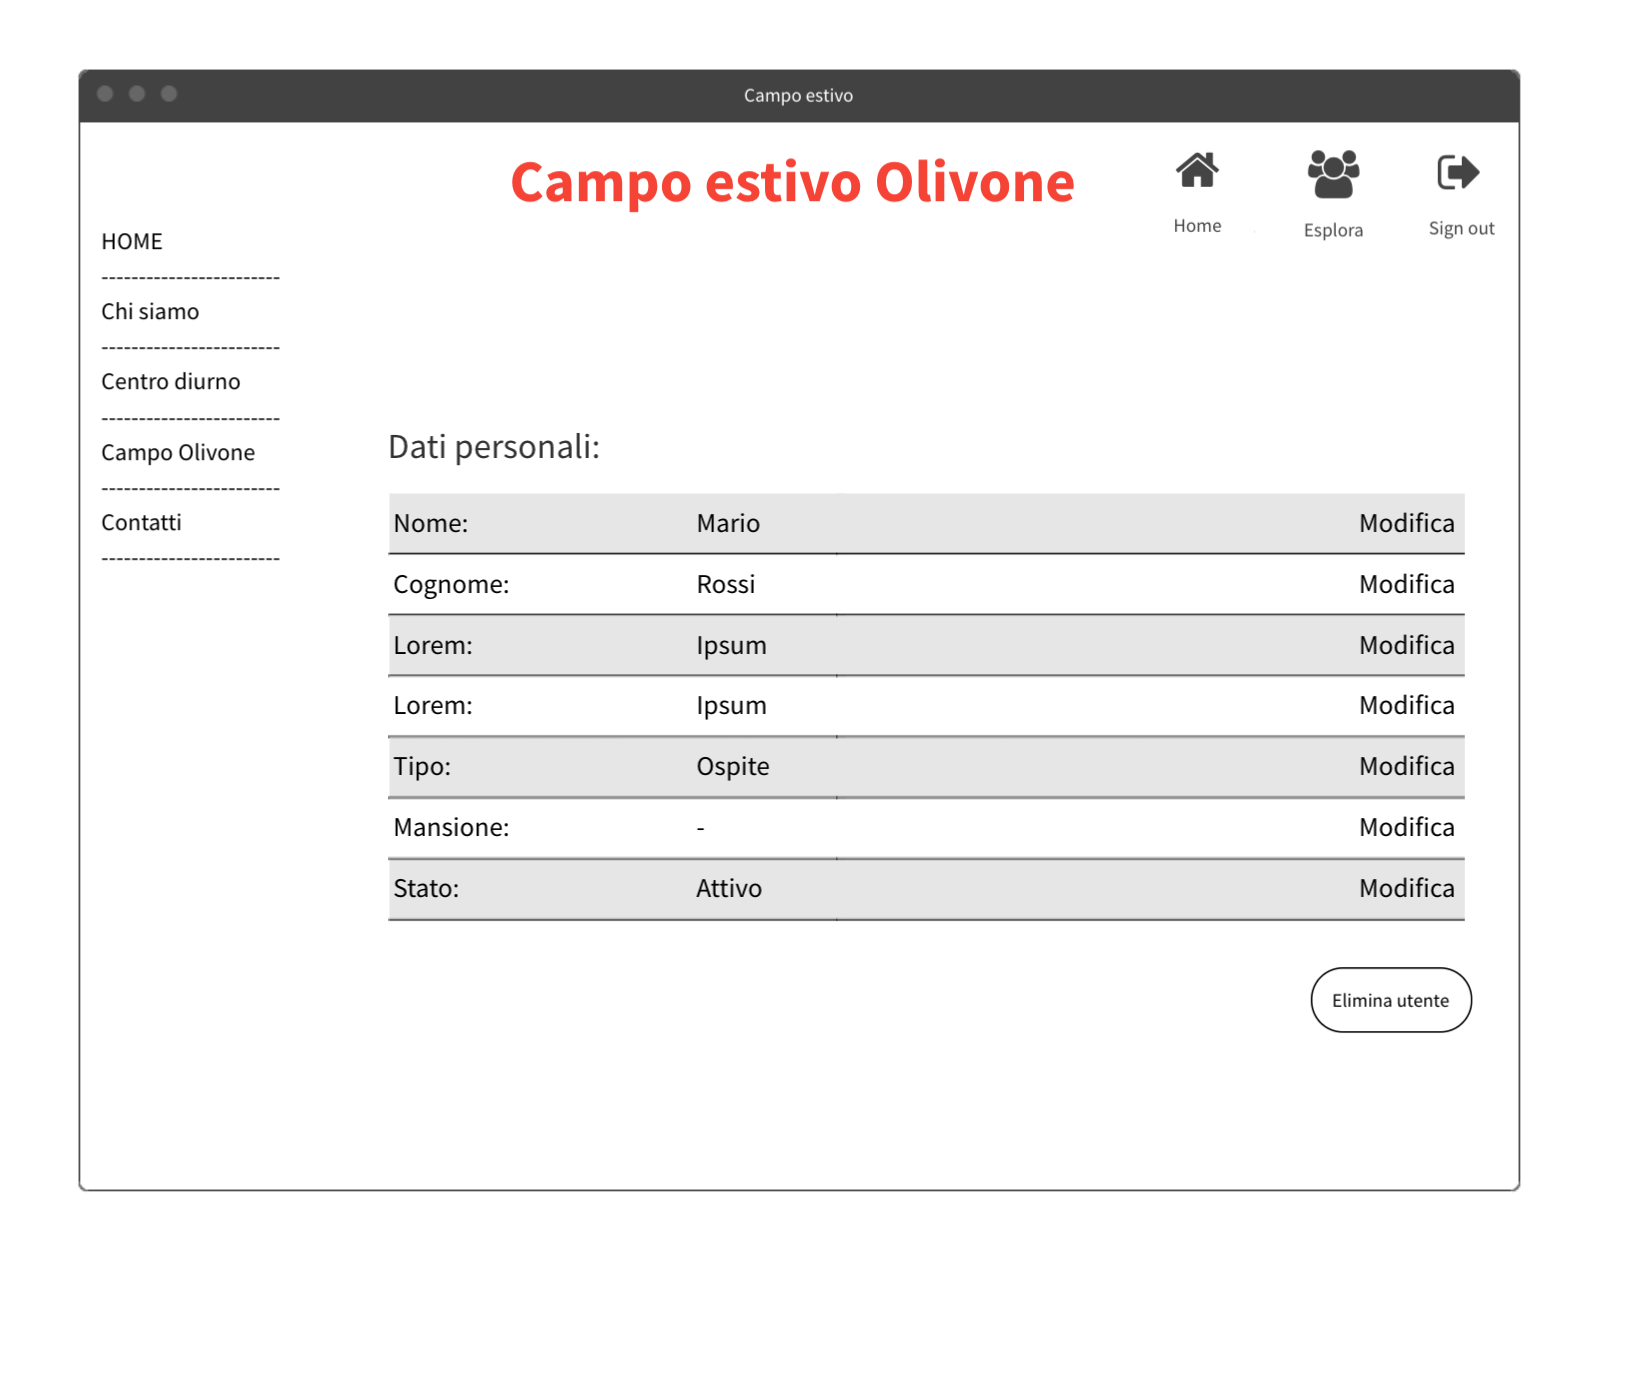 Campo estivo
Campo estivo Olivone
Home
Esplora
Sign out
HOME
------------------------
Chi siamo
------------------------
Centro diurno
------------------------
Campo Olivone
------------------------
Contatti
------------------------
Dati personali:
Nome: Mario Modifica
Cognome: Rossi Modifica
Lorem: Ipsum Modifica
Lorem: Ipsum Modifica
Tipo: Ospite Modifica
Mansione: - Modifica
Stato: Attivo Modifica
Elimina utente